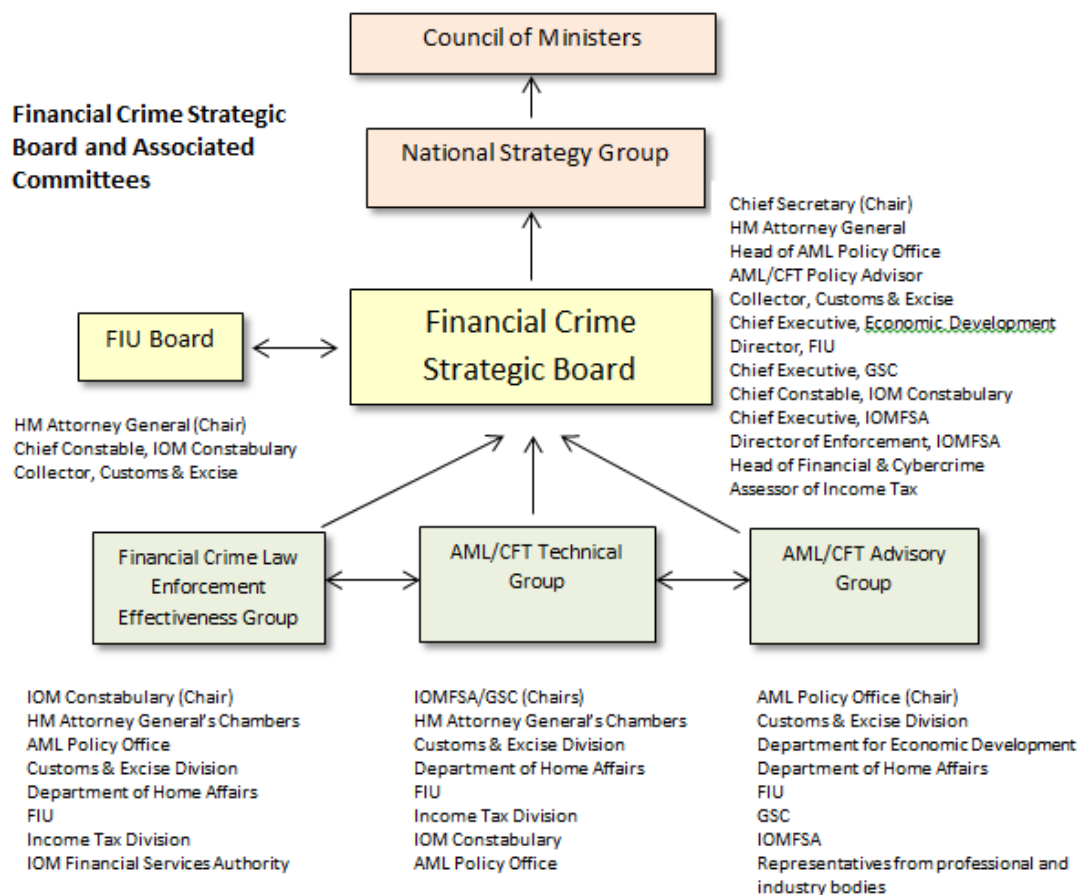 Council of Ministers
Financial Crime Strategic
Board and Associated
Committees
National Strategy Group
Chief Secretary (Chair)
HM Attorney General
Head of AML Policy Office
AML/CFT Policy Advisor
Collector, Customs & Excise
Chief Executive, Economic Development
Director, FIU
Chief Executive, GSC
Chief Constable, IOM Constabulary
Chief Executive, IOMFSA
Director of Enforcement, IOMFSA
Head of Financial & Cybercrime
Assessor of Income Tax
Financial Crime
Strategic Board
FIU Board
HM Attorney General (Chair)
Chief Constable, IOM Constabulary
Collector, Customs & Excise
Financial Crime Law
Enforcement
Effectiveness Group
AML/CFT Technical
Group
AML/CFT Advisory
Group
IOM Constabulary (Chair)
HM Attorney General's Chambers
AML Policy Office
Customs & Excise Division
Department of Home Affairs
FIU
Income Tax Division
IOM Financial Services Authority
IOMFSA/GSC (Chairs)
HM Attorney General's Chambers
Customs & Excise Division
Department of Home Affairs
FIU
Income Tax Division
IOM Constabulary
AML Policy Office
AML Policy Office (Chair)
Customs & Excise Division
Department for Economic Development
Department of Home Affairs
FIU
GSC
IOMFSA
Representatives from professional and
industry bodies